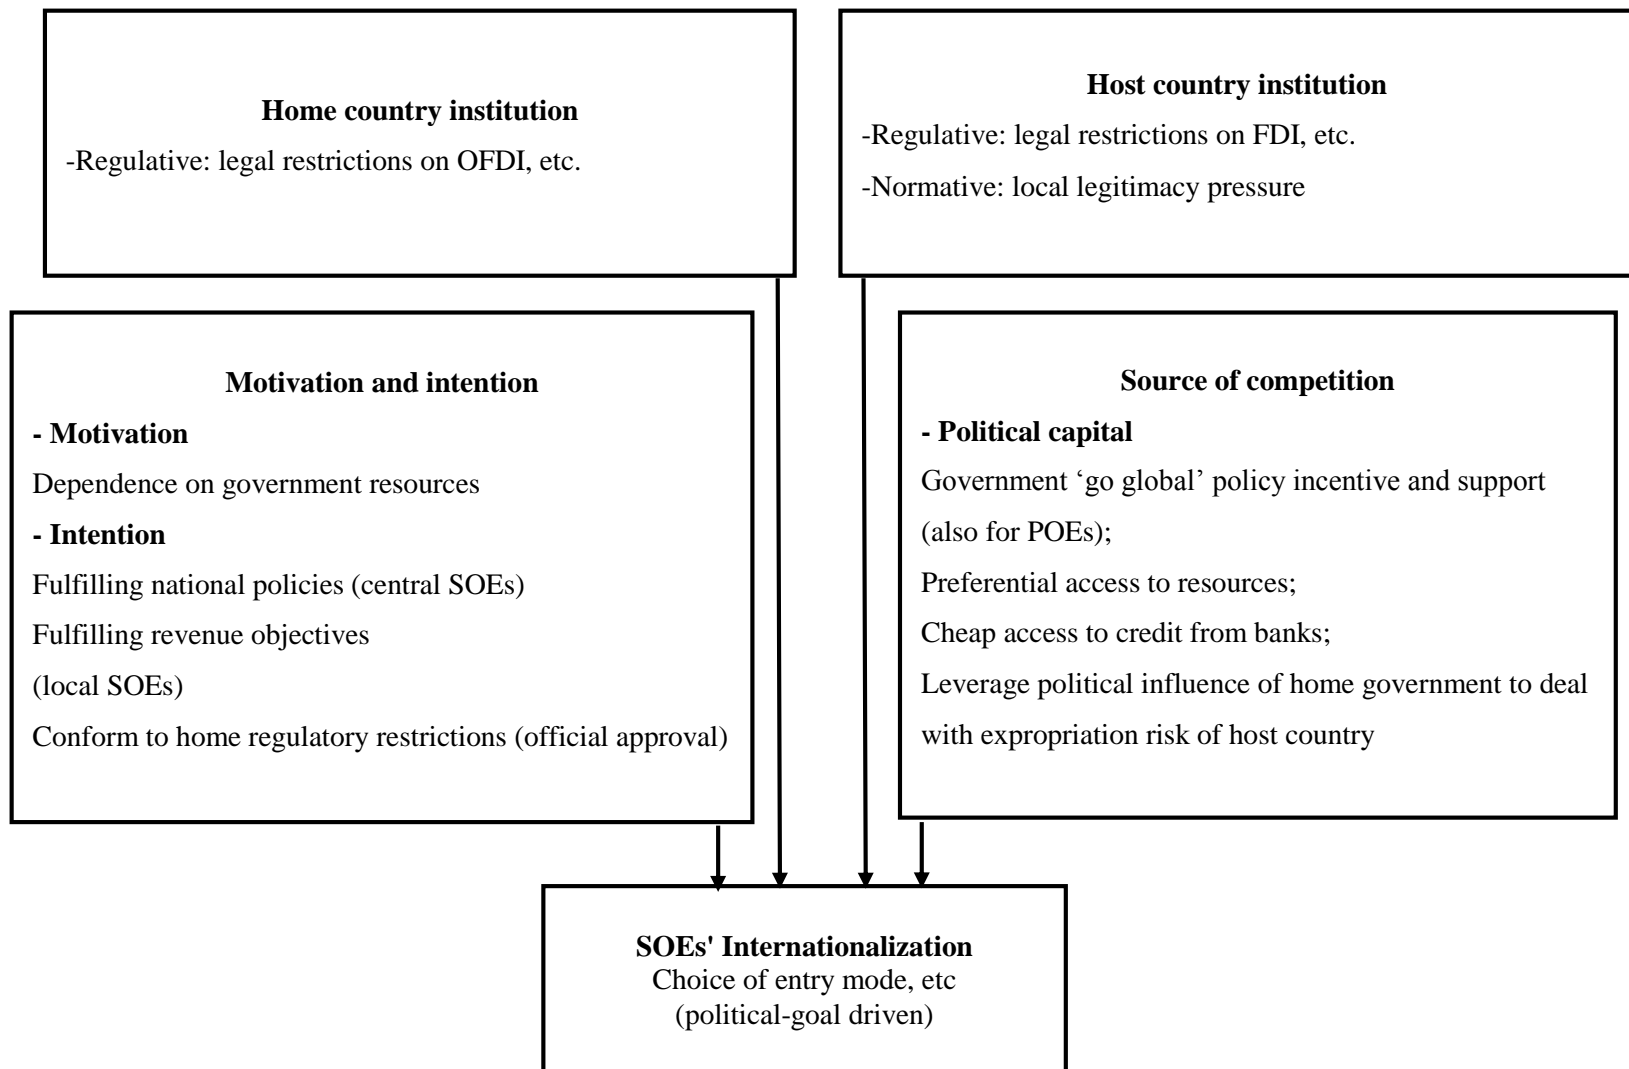 Home country institution
-Regulative: legal restrictions on OFDI, etc.
Host country institution
-Regulative: legal restrictions on FDI, etc.
-Normative: local legitimacy pressure
Motivation and intention
- Motivation
Dependence on government resources
- Intention
Fulfilling national policies (central SOEs)
Fulfilling revenue objectives
(local SOEs)
Conform to home regulatory restrictions (official approval)
Source of competition
- Political capital
Government ‘go global’ policy incentive and support
(also for POEs);
Preferential access to resources;
Cheap access to credit from banks;
Leverage political influence of home government to deal
with expropriation risk of host country
SOEs' Internationalization
Choice of entry mode, etc
(political-goal driven)